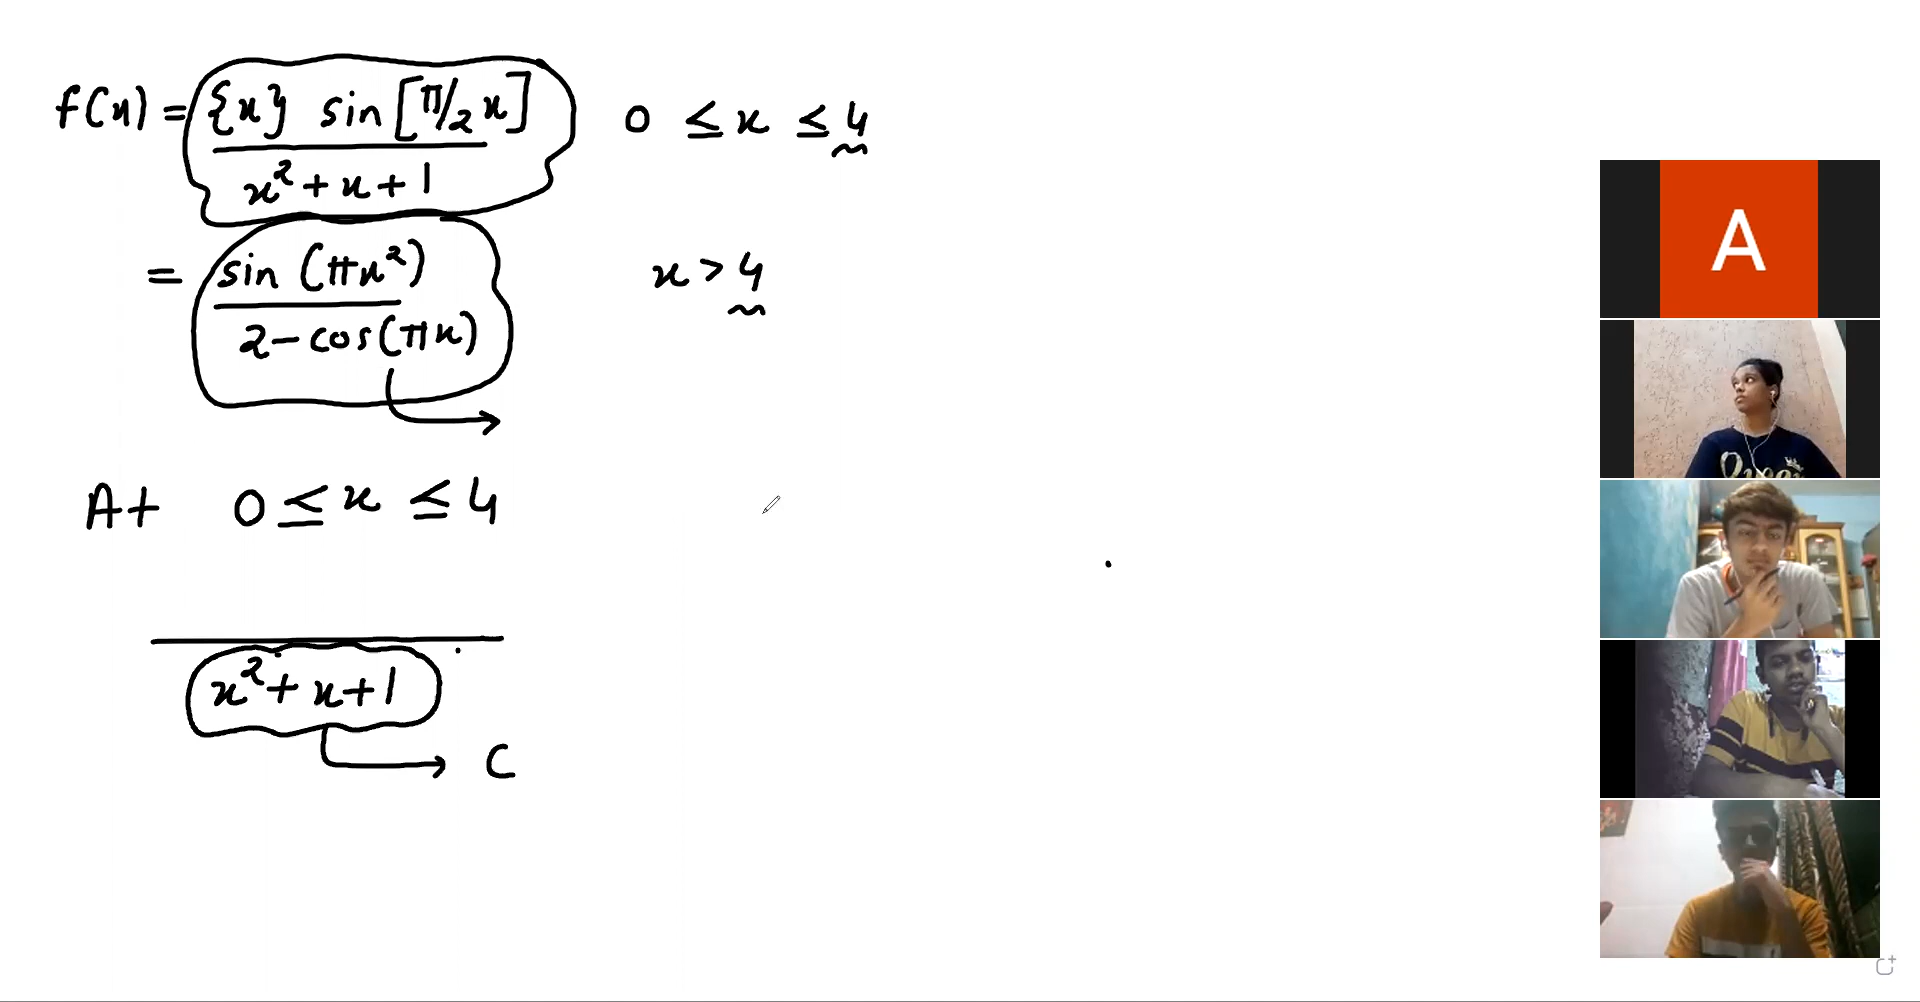 f(x) = {x} sin [π/2 x] / x² + x + 1    0 ≤ x ≤ 4
= sin (πx²) / 2 - cos(πx)    x > 4
At 0 ≤ x ≤ 4
x² + x + 1
C
A